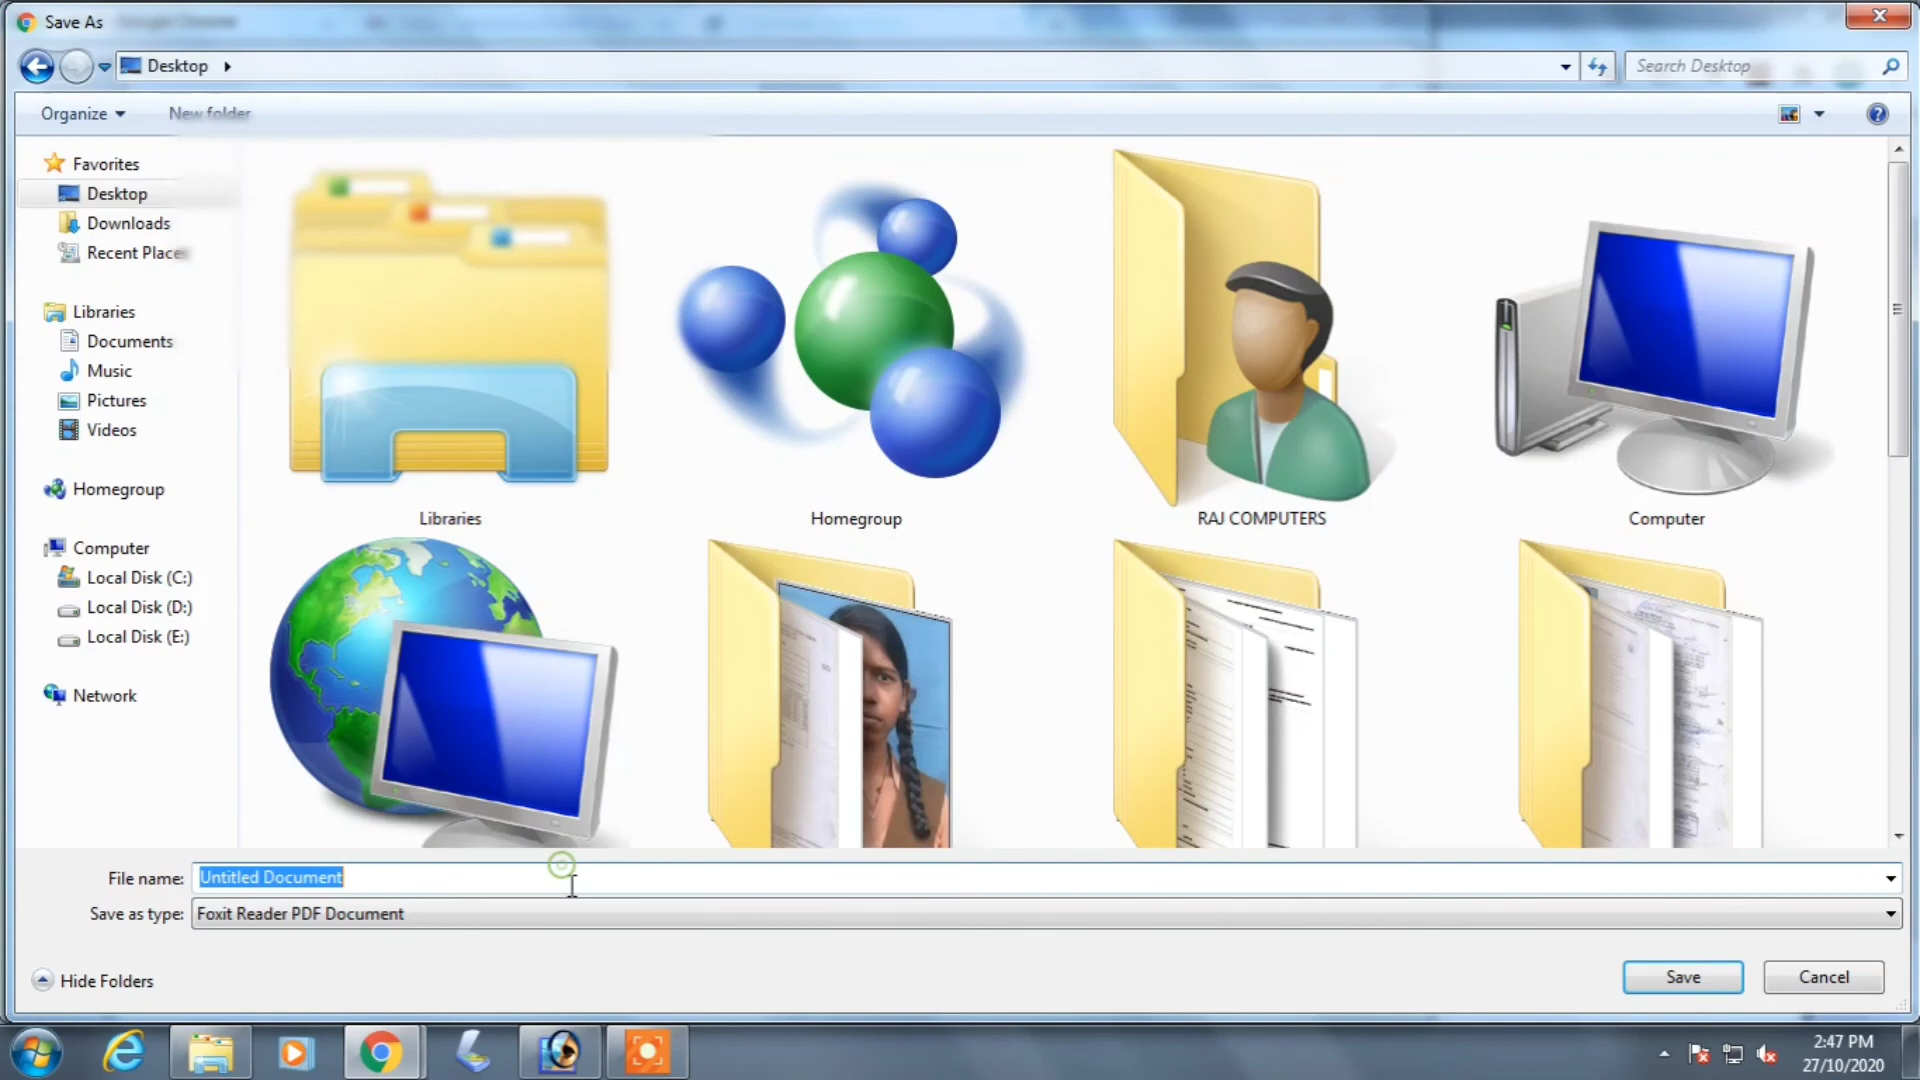 Save As
Google Chrome
Desktop
Search Desktop
Organize
New folder
Favorites
Desktop
Downloads
Recent Places
Libraries
Documents
Music
Pictures
Videos
Homegroup
Computer
Local Disk (C:)
Local Disk (D:)
Local Disk (E:)
Network
Libraries
Homegroup
RAJ COMPUTERS
Computer
File name:
Untitled Document
Save as type:
Foxit Reader PDF Document
Hide Folders
Save
Cancel
2:47 PM
27/10/2020